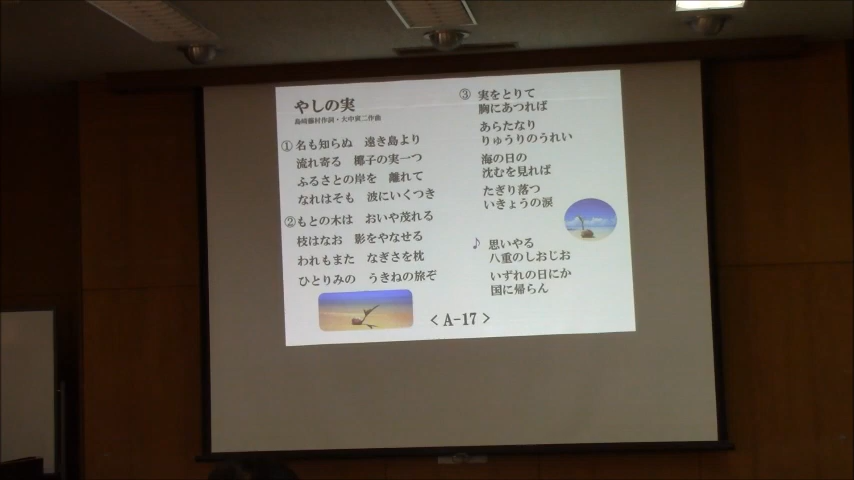 やしの実
島崎藤村作詞・大中寅二作曲
① 名も知らぬ 遠き島より
流れ寄る 椰子の実一つ
ふるさとの岸を 離れて
なれはそも 波にいくつき
② もとの木は おいや茂れる
枝はなお 影をやなせる
われもまた なぎさを枕
ひとりみの うきねの旅ぞ
③ 実をとりて
胸にあつれば
あらたなり
りゅうりのうれい
海の日の
沈むを見れば
たぎり落つ
いきょうの涙
♪ 思いやる
八重のしおじお
いずれの日にか
国に帰らん
< A-17 >